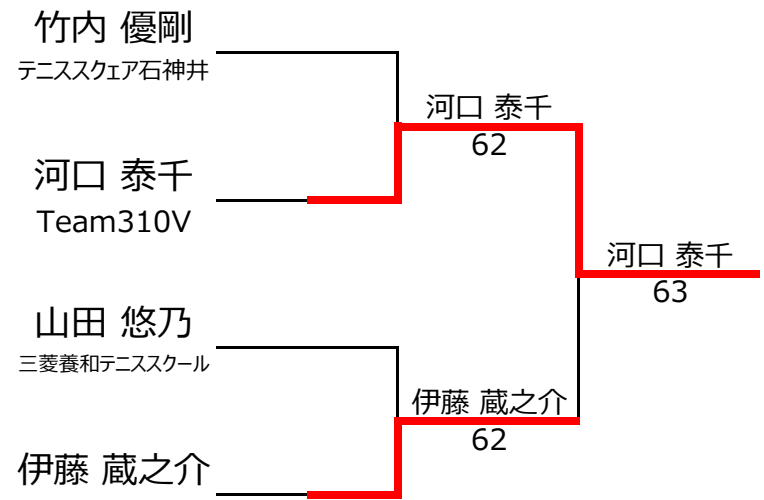 竹内 優剛
テニススクェア石神井
河口 泰千
62
河口 泰千
Team310V
河口 泰千
63
山田 悠乃
三菱養和テニススクール
伊藤 蔵之介
62
伊藤 蔵之介